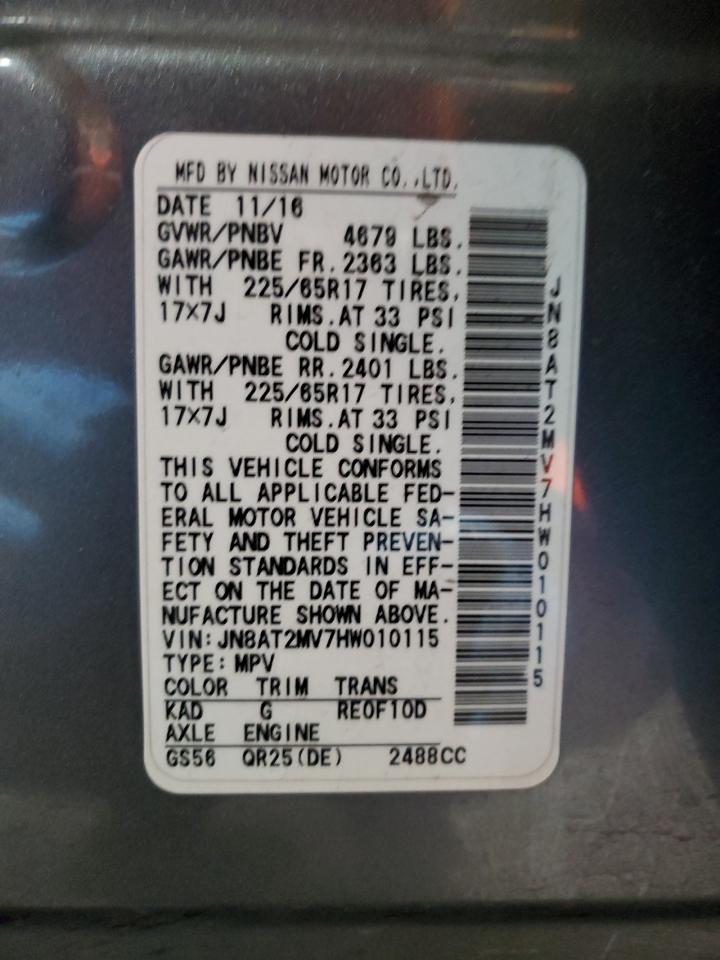 MFD BY NISSAN MOTOR CO.,LTD.
DATE 11/16
GVWR/PNBV 4679 LBS.
GAWR/PNBE FR.2363 LBS.
WITH 225/65R17 TIRES,
17×7J RIMS.AT 33 PSI
COLD SINGLE.
GAWR/PNBE RR.2401 LBS.
WITH 225/65R17 TIRES,
17×7J RIMS.AT 33 PSI
COLD SINGLE.
THIS VEHICLE CONFORMS
TO ALL APPLICABLE FED-
ERAL MOTOR VEHICLE SA-
FETY AND THEFT PREVEN-
TION STANDARDS IN EFF-
ECT ON THE DATE OF MA-
NUFACTURE SHOWN ABOVE.
VIN:JN8AT2MV7HW010115
TYPE:MPV
COLOR TRIM TRANS
KAD G RE0F10D
AXLE ENGINE
GS56 QR25(DE) 2488CC
JN8AT2MV7HW010115